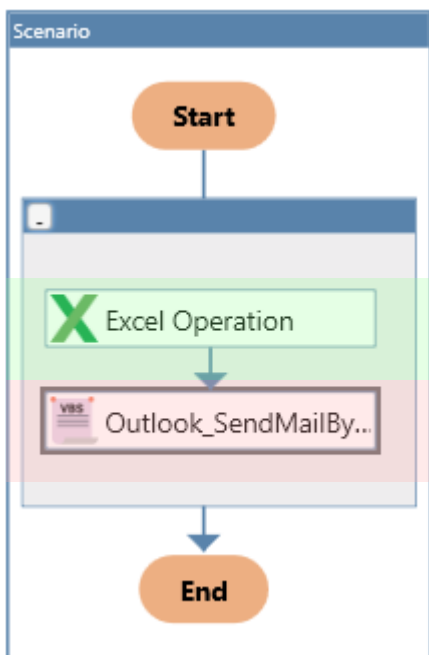 Scenario
Start
-
Excel Operation
VBS
Outlook_SendMailBy...
End